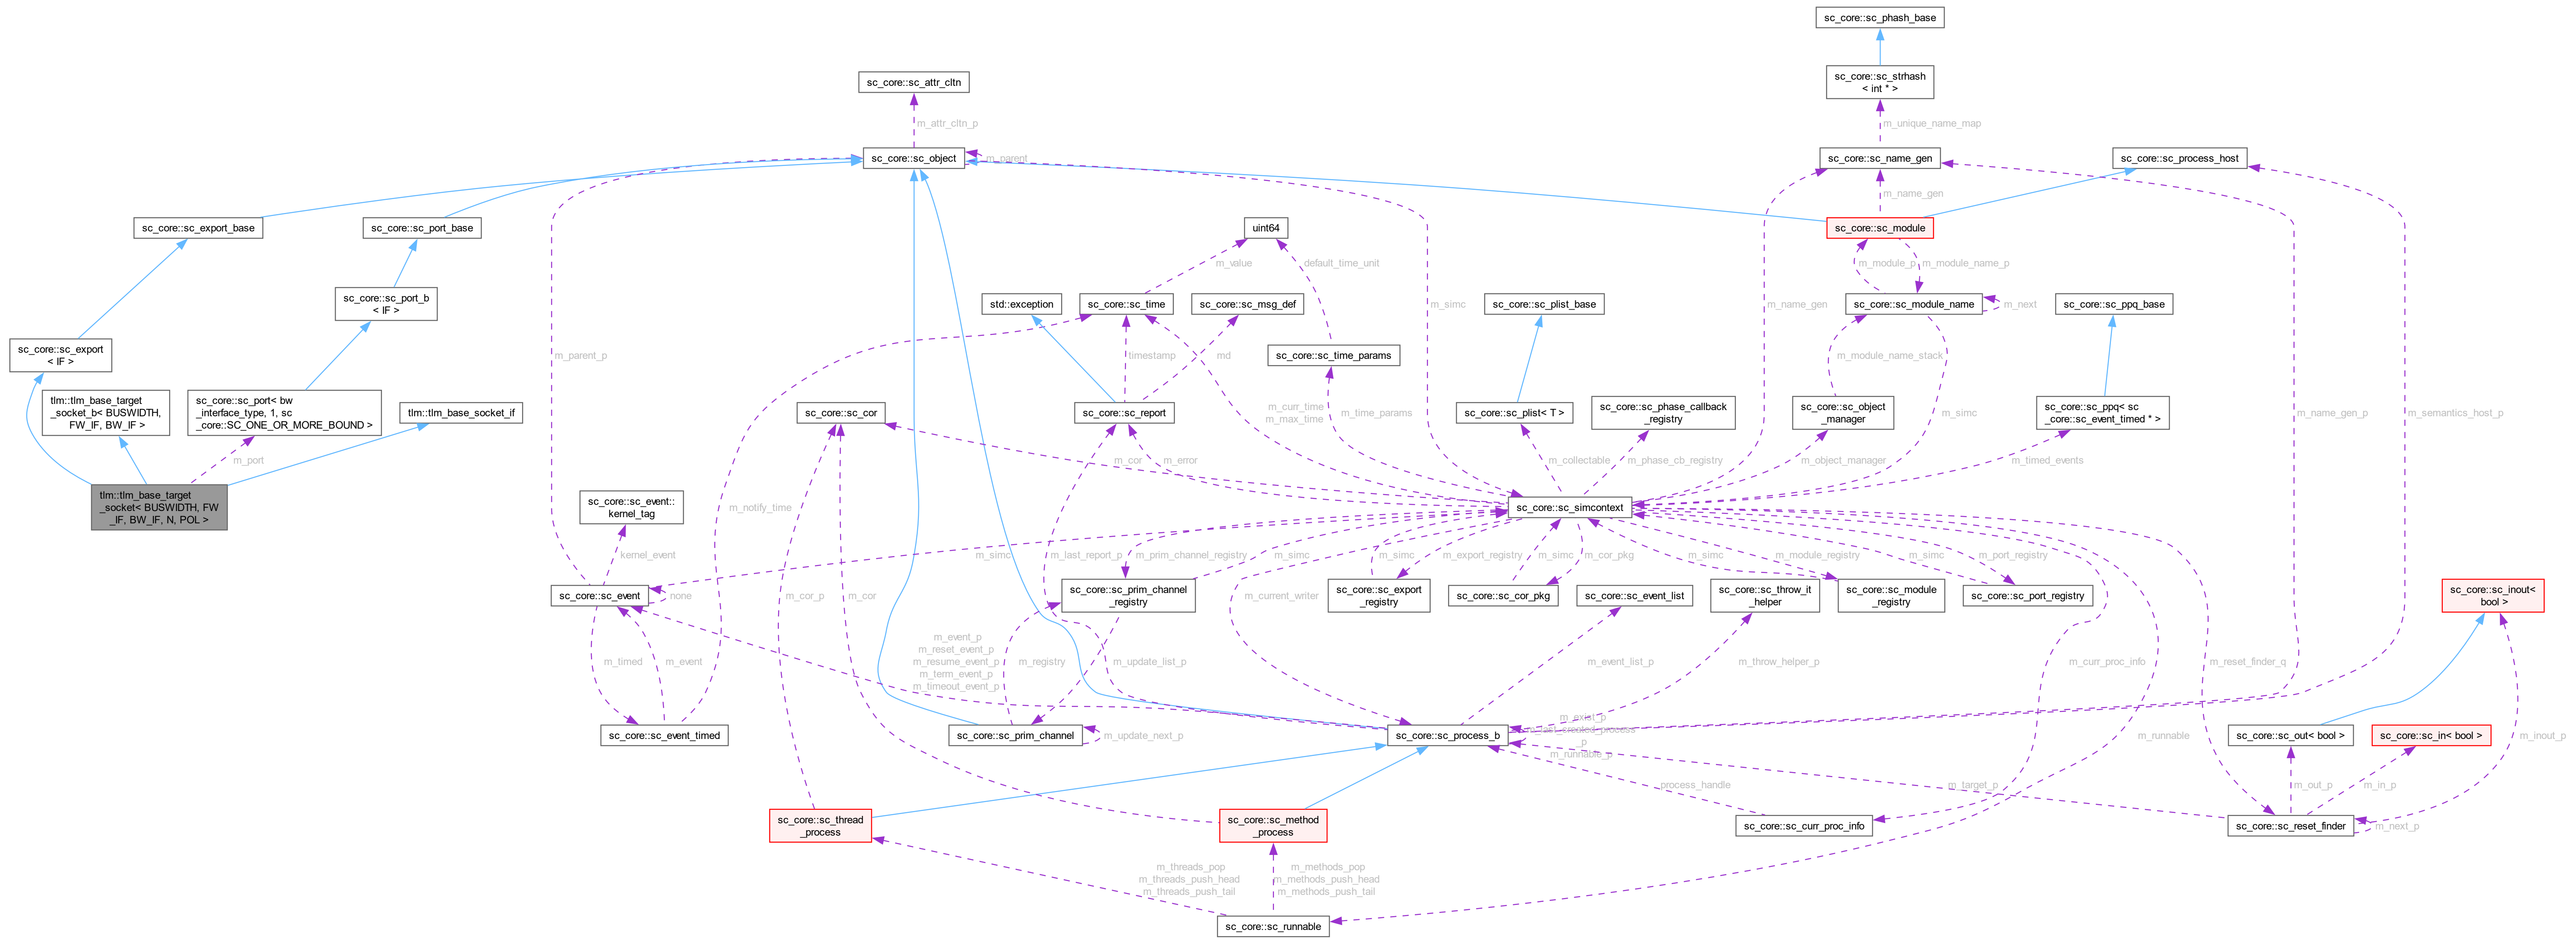 sc_core::sc_phash_base
sc_core::sc_strhash
< int * >
sc_core::sc_attr_cltn
m_attr_cltn_p
m_unique_name_map
sc_core::sc_object
m_parent
sc_core::sc_name_gen
sc_core::sc_process_host
m_name_gen
sc_core::sc_export_base
sc_core::sc_port_base
uint64
sc_core::sc_module
m_value
default_time_unit
m_module_p
m_module_name_p
sc_core::sc_port_b
< IF >
std::exception
sc_core::sc_time
sc_core::sc_msg_def
m_simc
sc_core::sc_plist_base
m_name_gen
sc_core::sc_module_name
m_next
sc_core::sc_ppq_base
sc_core::sc_export
< IF >
m_parent_p
timestamp
md
sc_core::sc_time_params
m_module_name_stack
tlm::tlm_base_target
_socket_b< BUSWIDTH,
FW_IF, BW_IF >
sc_core::sc_port< bw
_interface_type, 1, sc
_core::SC_ONE_OR_MORE_BOUND >
tlm::tlm_base_socket_if
sc_core::sc_cor
sc_core::sc_report
m_curr_time
m_max_time
m_time_params
sc_core::sc_plist< T >
sc_core::sc_phase_callback
_registry
sc_core::sc_object
_manager
m_simc
sc_core::sc_ppq< sc
_core::sc_event_timed * >
m_name_gen_p
m_semantics_host_p
m_port
m_cor
m_error
m_collectable
m_phase_cb_registry
m_object_manager
m_timed_events
tlm::tlm_base_target
_socket< BUSWIDTH, FW
_IF, BW_IF, N, POL >
sc_core::sc_event::
kernel_tag
m_notify_time
sc_core::sc_simcontext
kernel_event
m_simc
m_last_report_p
m_prim_channel_registry
m_simc
m_simc
m_export_registry
m_simc
m_cor_pkg
m_simc
m_module_registry
m_simc
m_port_registry
sc_core::sc_event
none
m_cor_p
m_cor
sc_core::sc_prim_channel
_registry
m_current_writer
sc_core::sc_export
_registry
sc_core::sc_cor_pkg
sc_core::sc_event_list
sc_core::sc_throw_it
_helper
sc_core::sc_module
_registry
sc_core::sc_port_registry
sc_core::sc_inout<
bool >
m_timed
m_event
m_event_p
m_reset_event_p
m_resume_event_p
m_term_event_p
m_timeout_event_p
m_registry
m_update_list_p
m_event_list_p
m_throw_helper_p
m_curr_proc_info
m_reset_finder_q
sc_core::sc_event_timed
sc_core::sc_prim_channel
m_update_next_p
sc_core::sc_process_b
m_exist_p
m_last_created_process
_p
m_runnable_p
m_runnable
sc_core::sc_out< bool >
sc_core::sc_in< bool >
m_inout_p
process_handle
m_target_p
m_out_p
m_in_p
sc_core::sc_thread
_process
sc_core::sc_method
_process
sc_core::sc_curr_proc_info
sc_core::sc_reset_finder
m_next_p
m_threads_pop
m_threads_push_head
m_threads_push_tail
m_methods_pop
m_methods_push_head
m_methods_push_tail
sc_core::sc_runnable